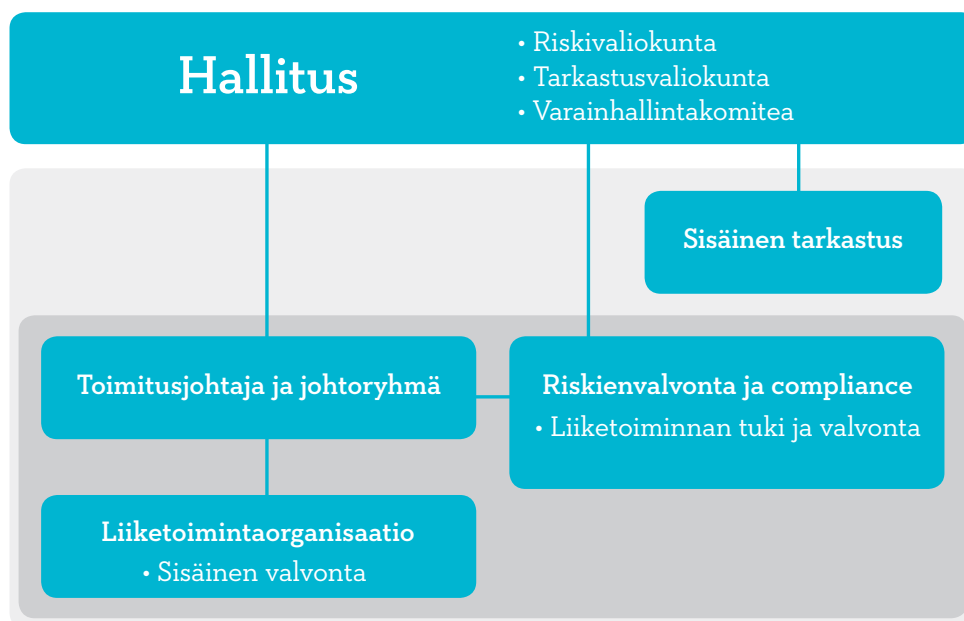 Hallitus
• Riskivaliokunta
• Tarkastusvaliokunta
• Varainhallintakomitea
Sisäinen tarkastus
Toimitusjohtaja ja johtoryhmä
Riskienvalvonta ja compliance
• Liiketoiminnan tuki ja valvonta
Liiketoimintaorganisaatio
• Sisäinen valvonta